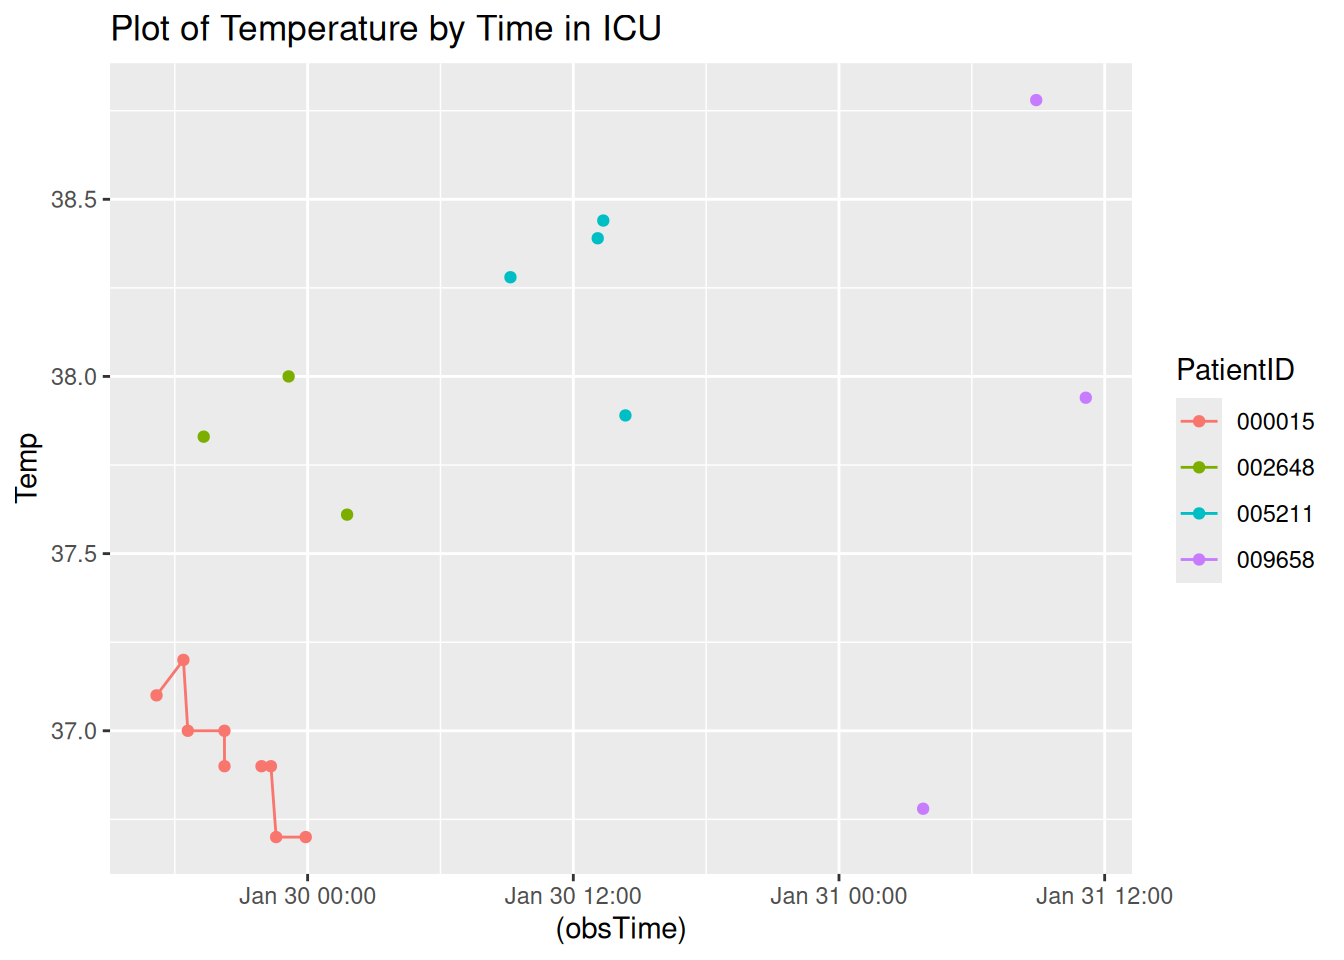 Plot of Temperature by Time in ICU
38.5
38.0
37.5
37.0
Temp
Jan 30 00:00
Jan 30 12:00
Jan 31 00:00
Jan 31 12:00
(obsTime)
PatientID
000015
002648
005211
009658